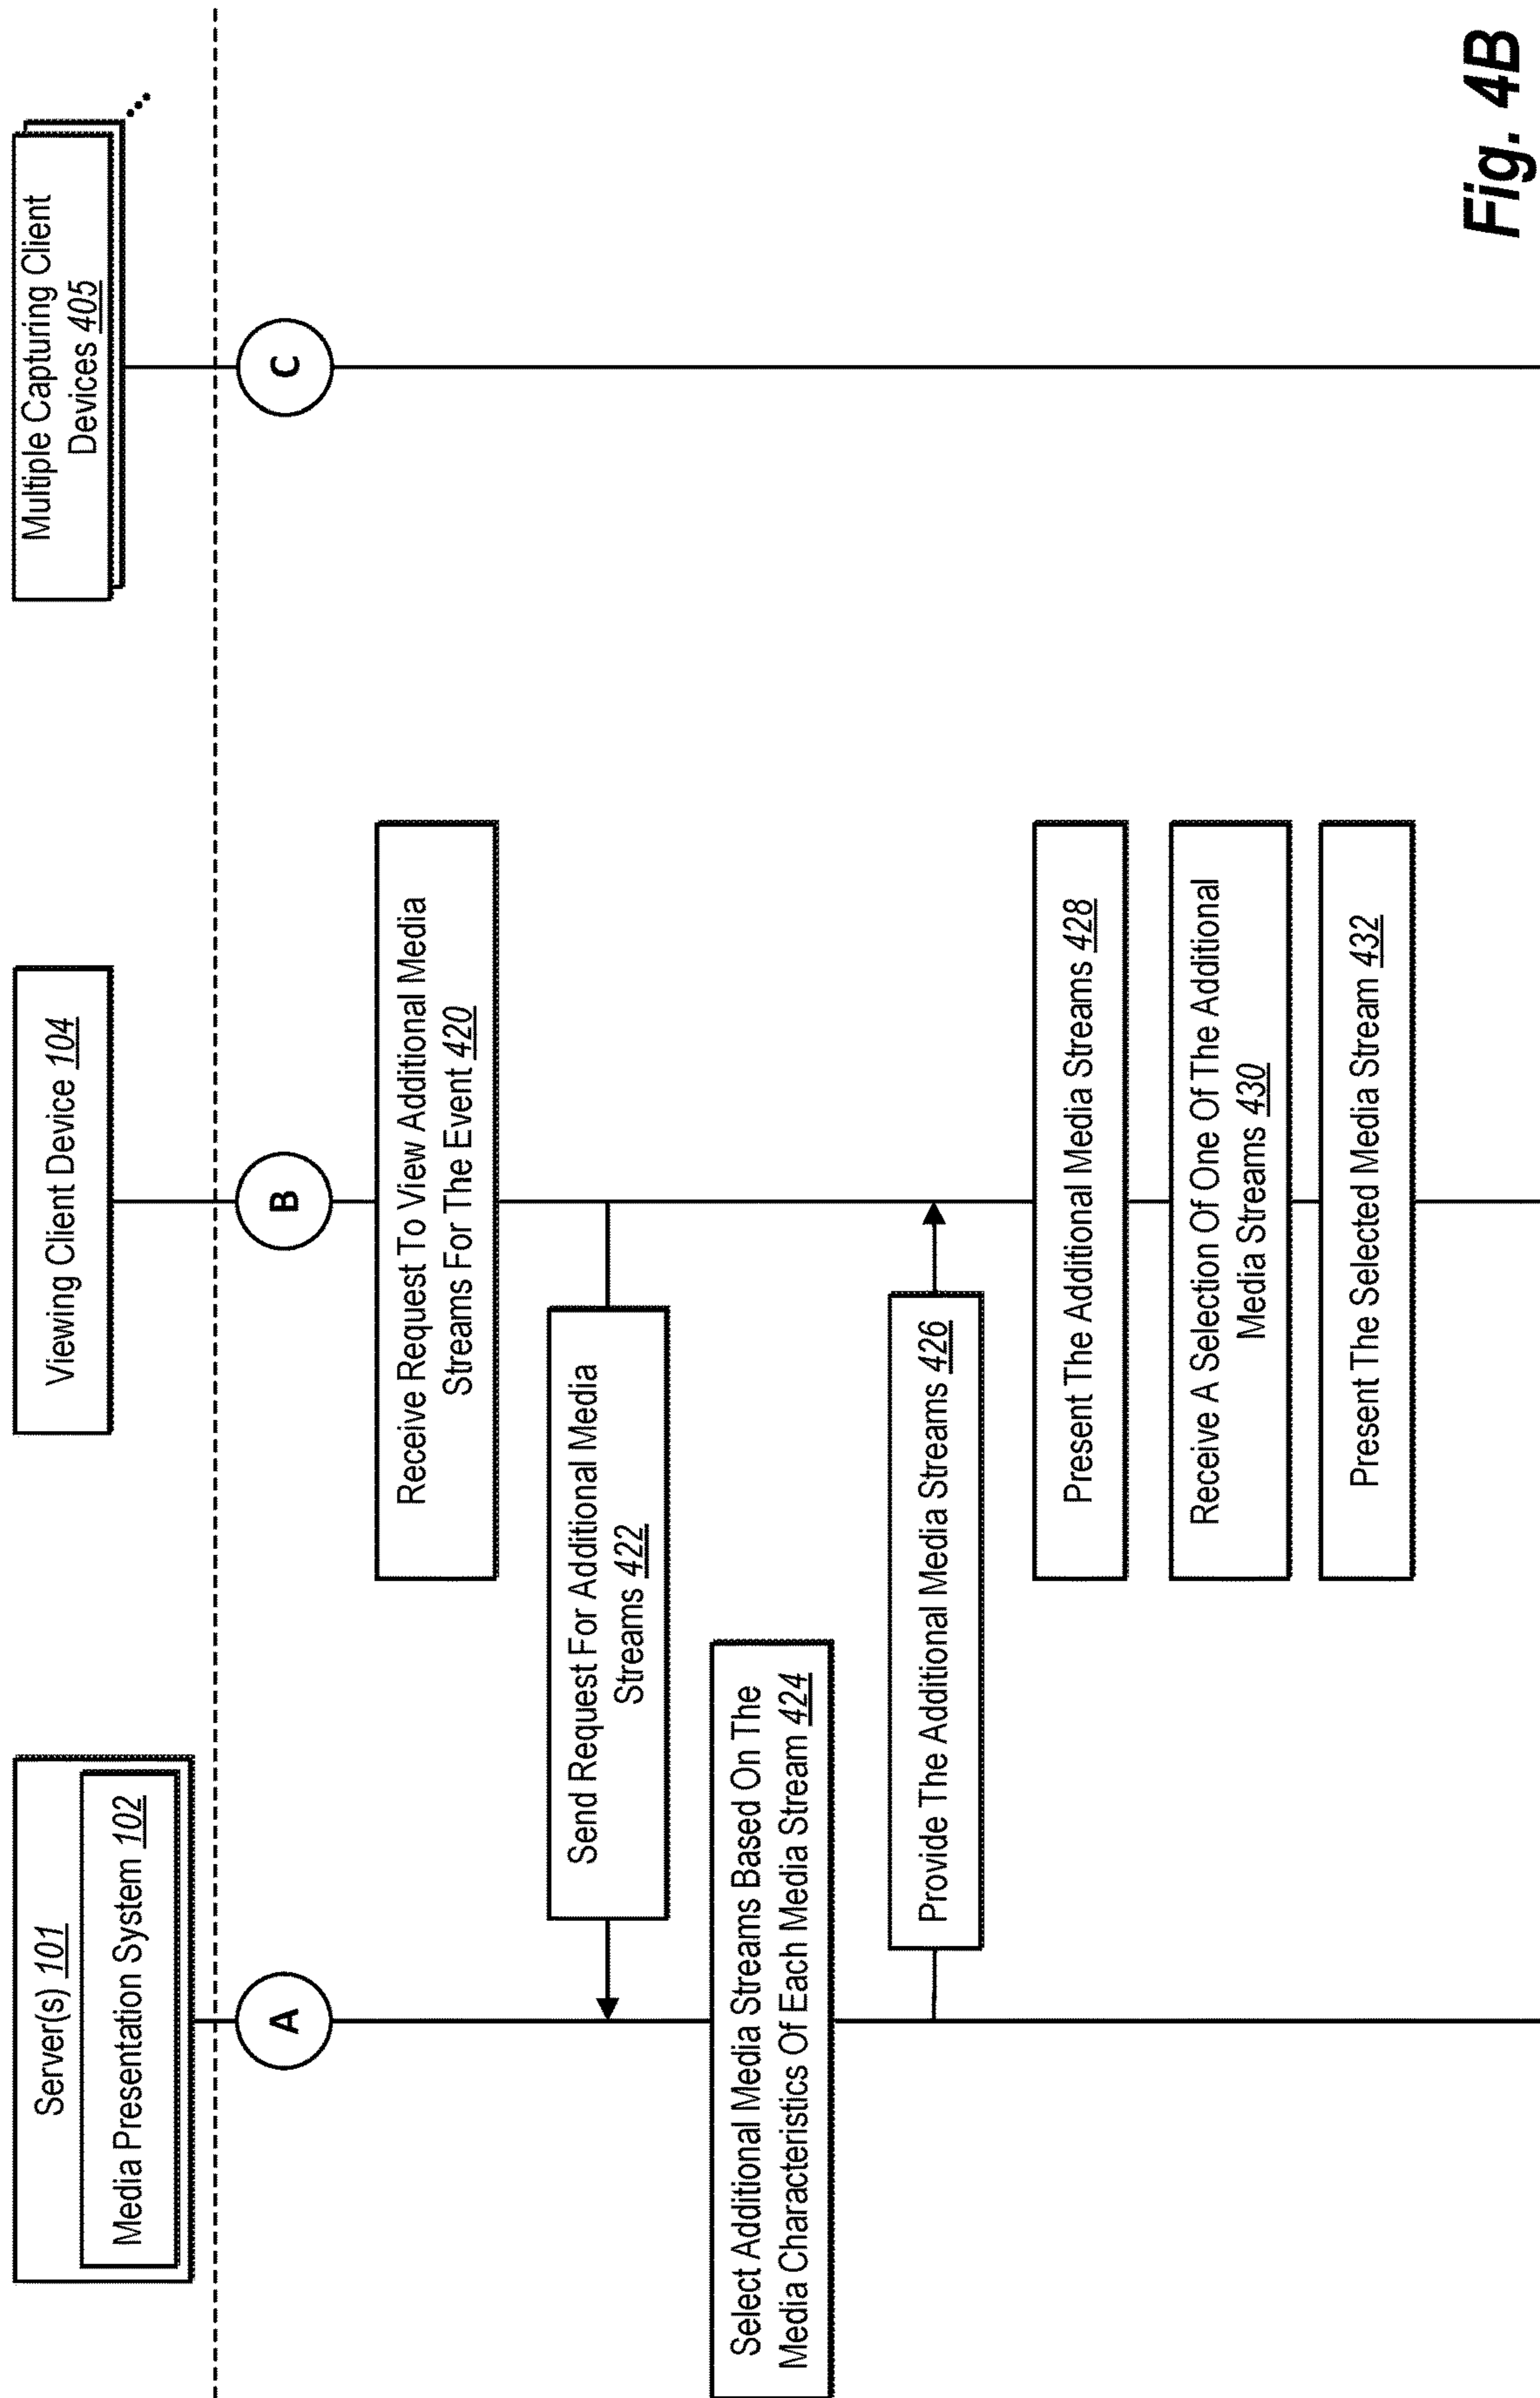 Server(s) 101
Media Presentation System 102
Viewing Client Device 104
Multiple Capturing Client
Devices 405
A
B
C
Receive Request To View Additional Media
Streams For The Event 420
Send Request For Additional Media
Streams 422
Select Additional Media Streams Based On The
Media Characteristics Of Each Media Stream 424
Provide The Additional Media Streams 426
Present The Additional Media Streams 428
Receive A Selection Of One Of The Additional
Media Streams 430
Present The Selected Media Stream 432
Fig. 4B